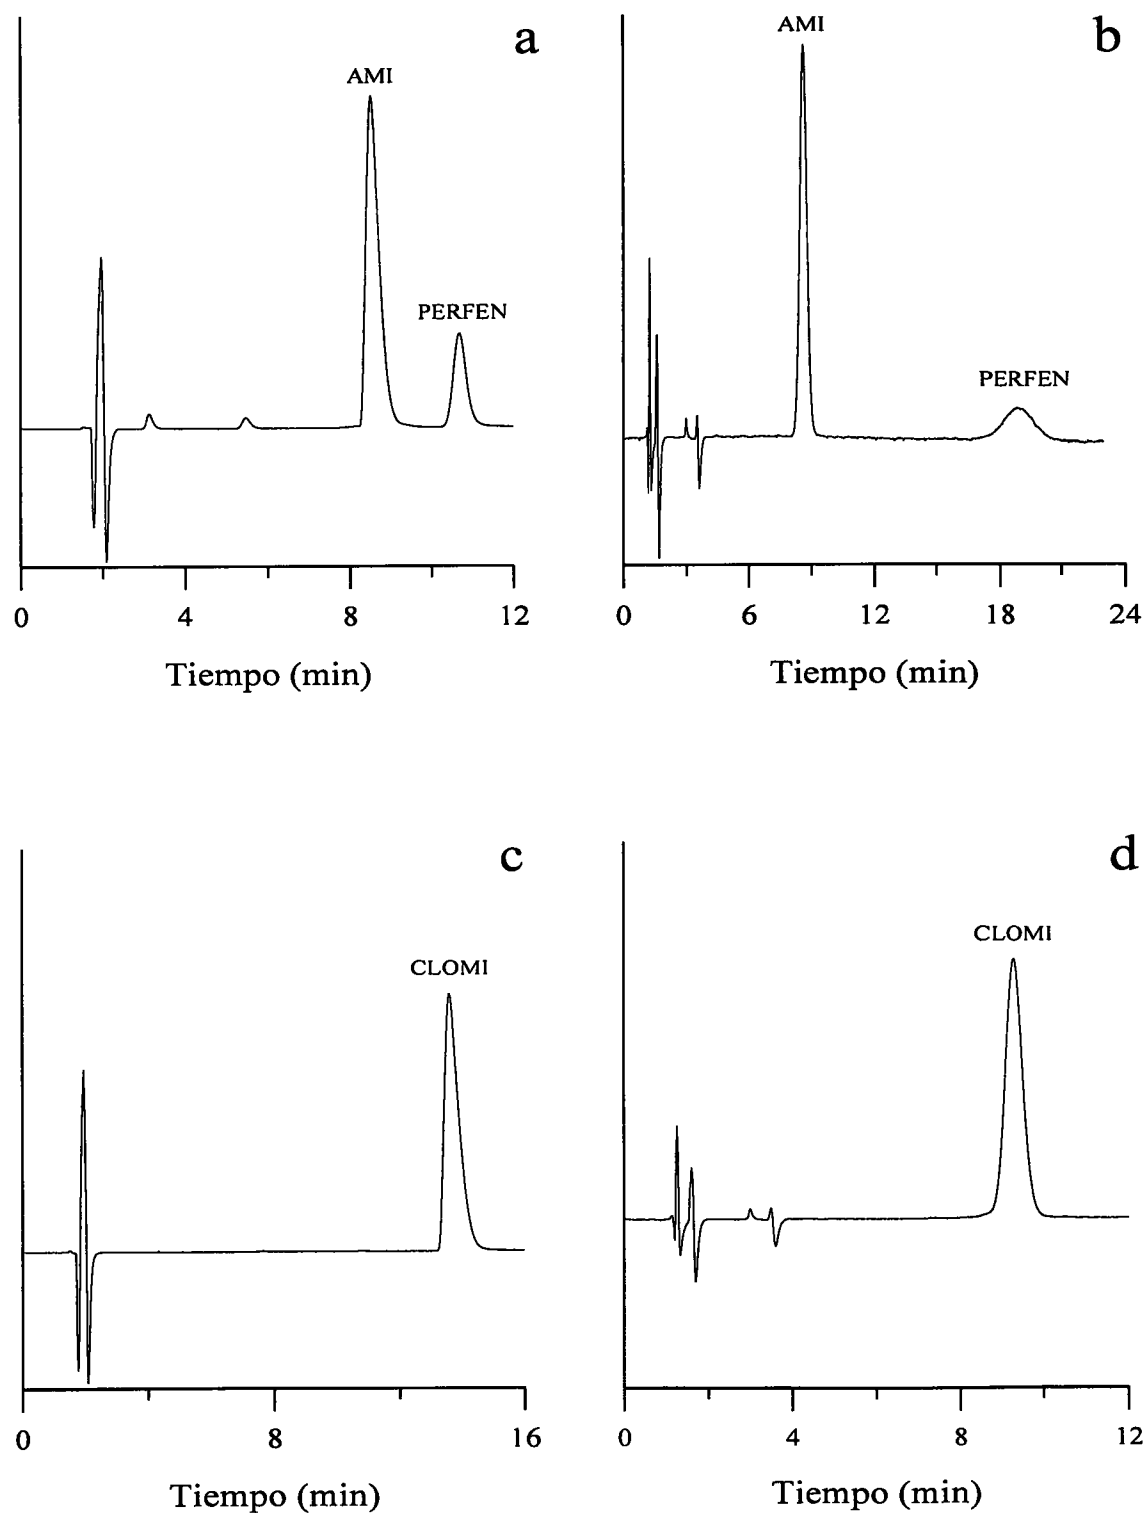 a
AMI
PERFEN
0 4 8 12
Tiempo (min)
b
AMI
PERFEN
0 6 12 18 24
Tiempo (min)
c
CLOMI
0 8 16
Tiempo (min)
d
CLOMI
0 4 8 12
Tiempo (min)